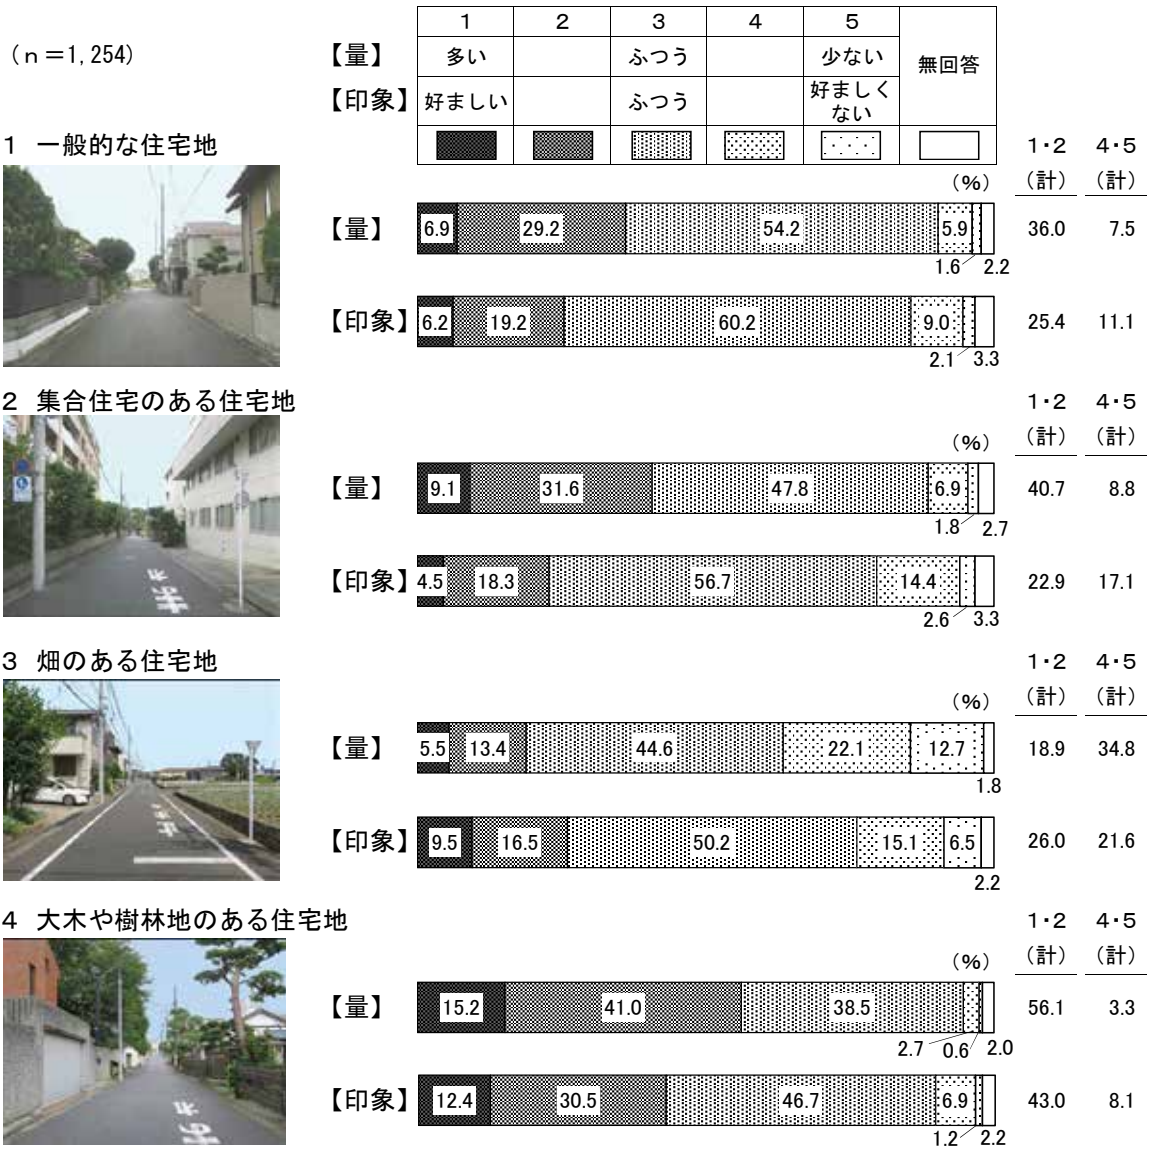 1 2 3 4 5
(n＝1,254) 【量】 多い ふつう 少ない 無回答
【印象】 好ましい ふつう 好ましくない
1 一般的な住宅地 1・2 4・5
(%) (計) (計)
【量】 6.9 29.2 54.2 5.9 36.0 7.5
1.6 2.2
【印象】 6.2 19.2 60.2 9.0 25.4 11.1
2.1 3.3
2 集合住宅のある住宅地 1・2 4・5
(%) (計) (計)
【量】 9.1 31.6 47.8 6.9 40.7 8.8
1.8 2.7
【印象】 4.5 18.3 56.7 14.4 22.9 17.1
2.6 3.3
3 畑のある住宅地 1・2 4・5
(%) (計) (計)
【量】 5.5 13.4 44.6 22.1 12.7 18.9 34.8
1.8
【印象】 9.5 16.5 50.2 15.1 6.5 26.0 21.6
2.2
4 大木や樹林地のある住宅地 1・2 4・5
(%) (計) (計)
【量】 15.2 41.0 38.5 56.1 3.3
2.7 0.6 2.0
【印象】 12.4 30.5 46.7 6.9 43.0 8.1
1.2 2.2